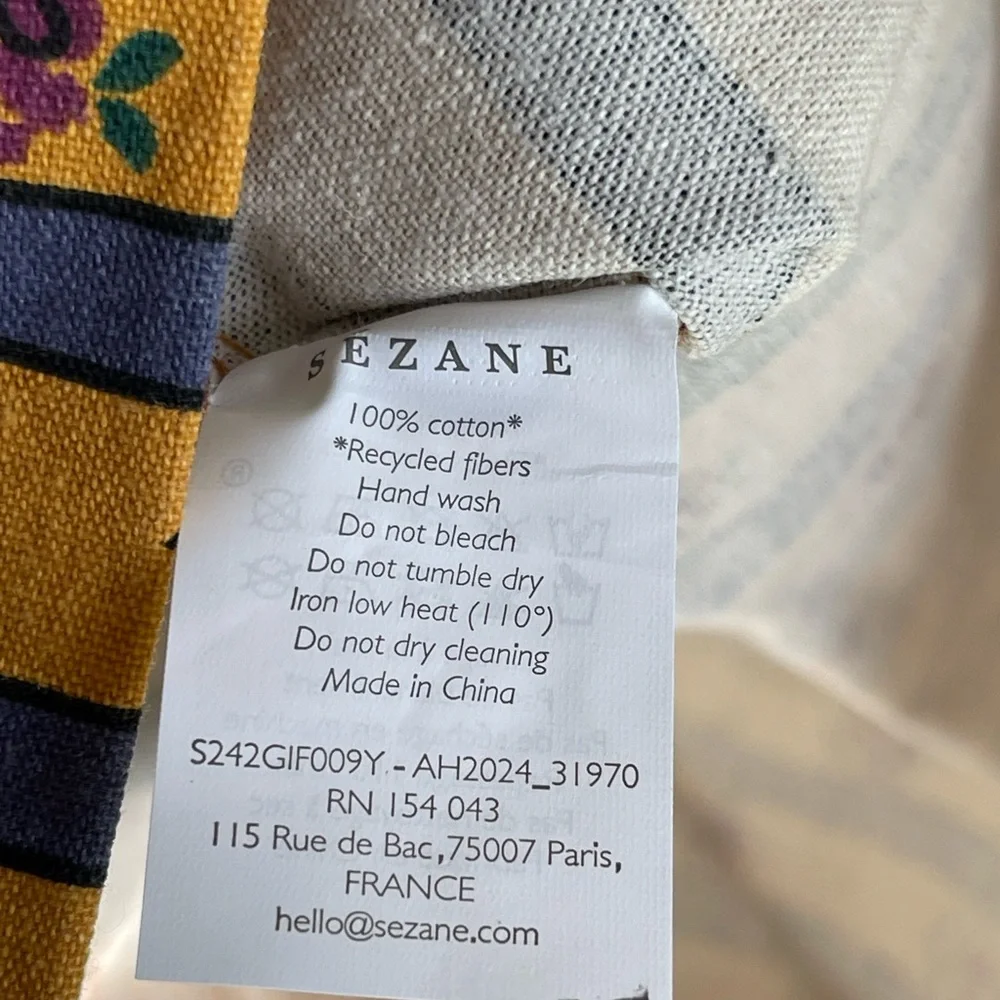 SÉZANE
100% cotton*
*Recycled fibers
Hand wash
Do not bleach
Do not tumble dry
Iron low heat (110°)
Do not dry cleaning
Made in China
S242GIF009Y - AH2024_31970
RN 154 043
115 Rue de Bac,75007 Paris,
FRANCE
hello@sezane.com